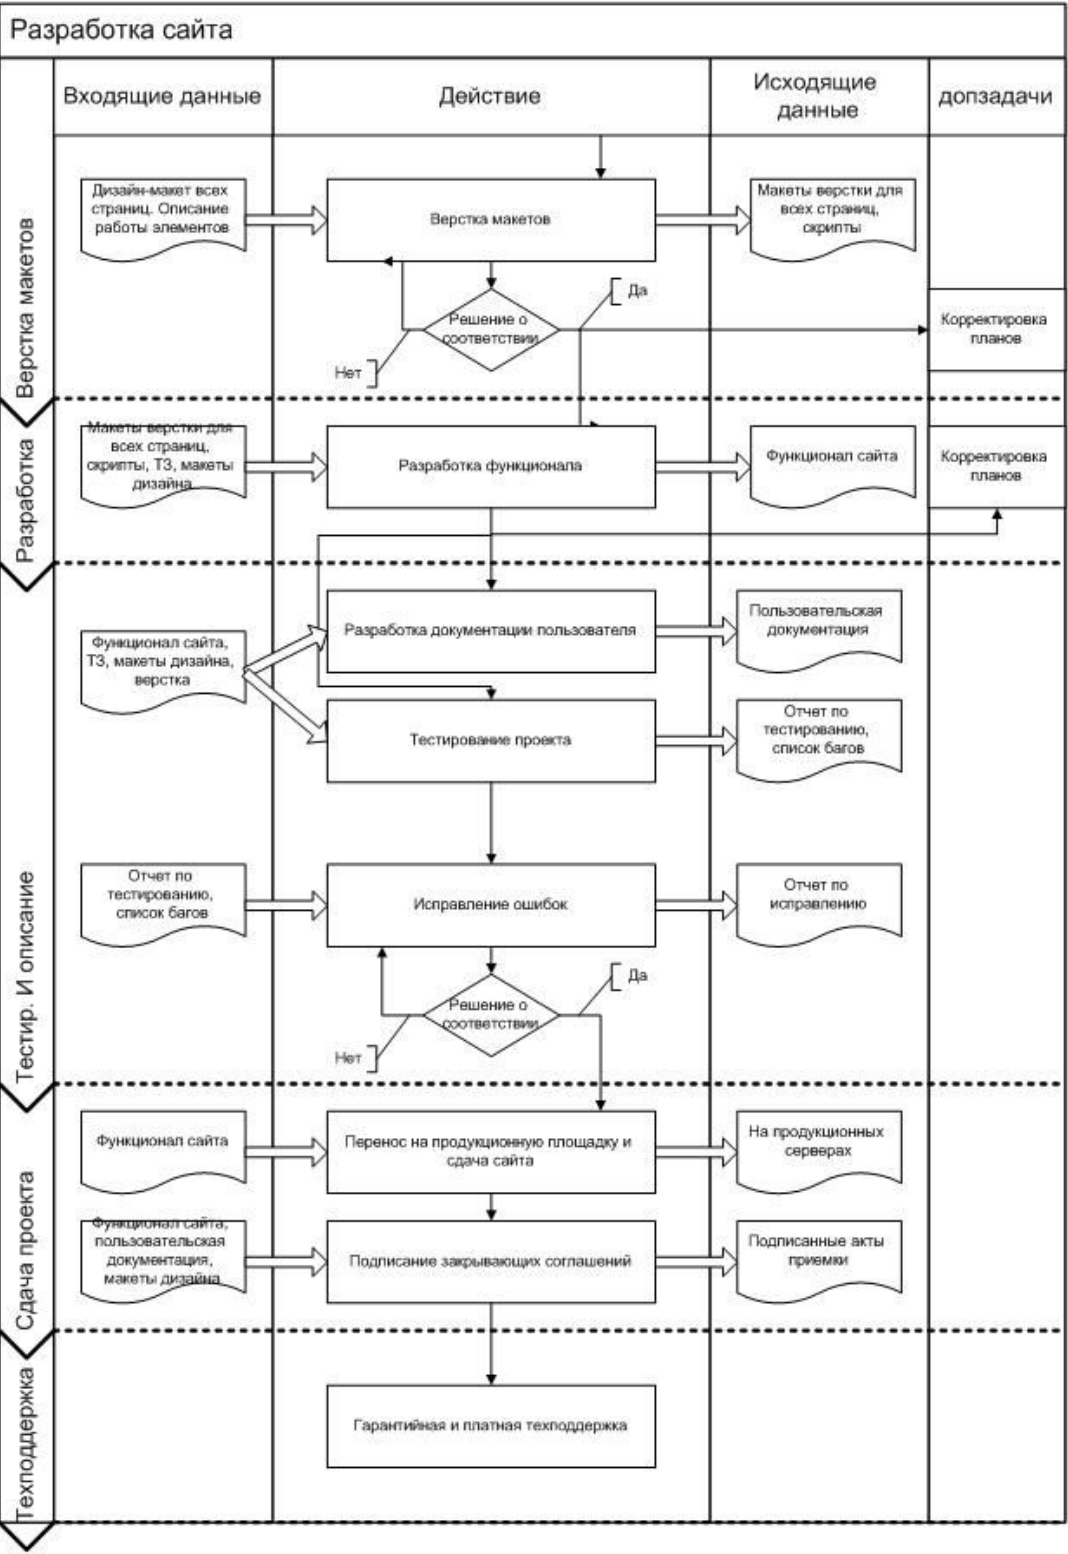 Разработка сайта
Входящие данные
Действие
Исходящие
данные
допзадачи
Верстка макетов
Дизайн-макет всех
страниц. Описание
работы элементов
Верстка макетов
Макеты верстки для
всех страниц,
скрипты
Да
Решение о
соответствии
Нет
Корректировка
планов
Разработка
Макеты верстки для
всех страниц,
скрипты, ТЗ, макеты
дизайна
Разработка функционала
Функционал сайта
Корректировка
планов
Тестир. И описание
Функционал сайта,
ТЗ, макеты дизайна,
верстка
Разработка документации пользователя
Пользовательская
документация
Тестирование проекта
Отчет по
тестированию,
список багов
Отчет по
тестированию,
список багов
Исправление ошибок
Отчет по
исправлению
Да
Решение о
соответствии
Нет
Сдача проекта
Функционал сайта
Перенос на продукционную площадку и
сдача сайта
На продукционных
серверах
Функционал сайта,
пользовательская
документация,
макеты дизайна
Подписание закрывающих соглашений
Подписанные акты
приемки
Техподдержка
Гарантийная и платная техподдержка